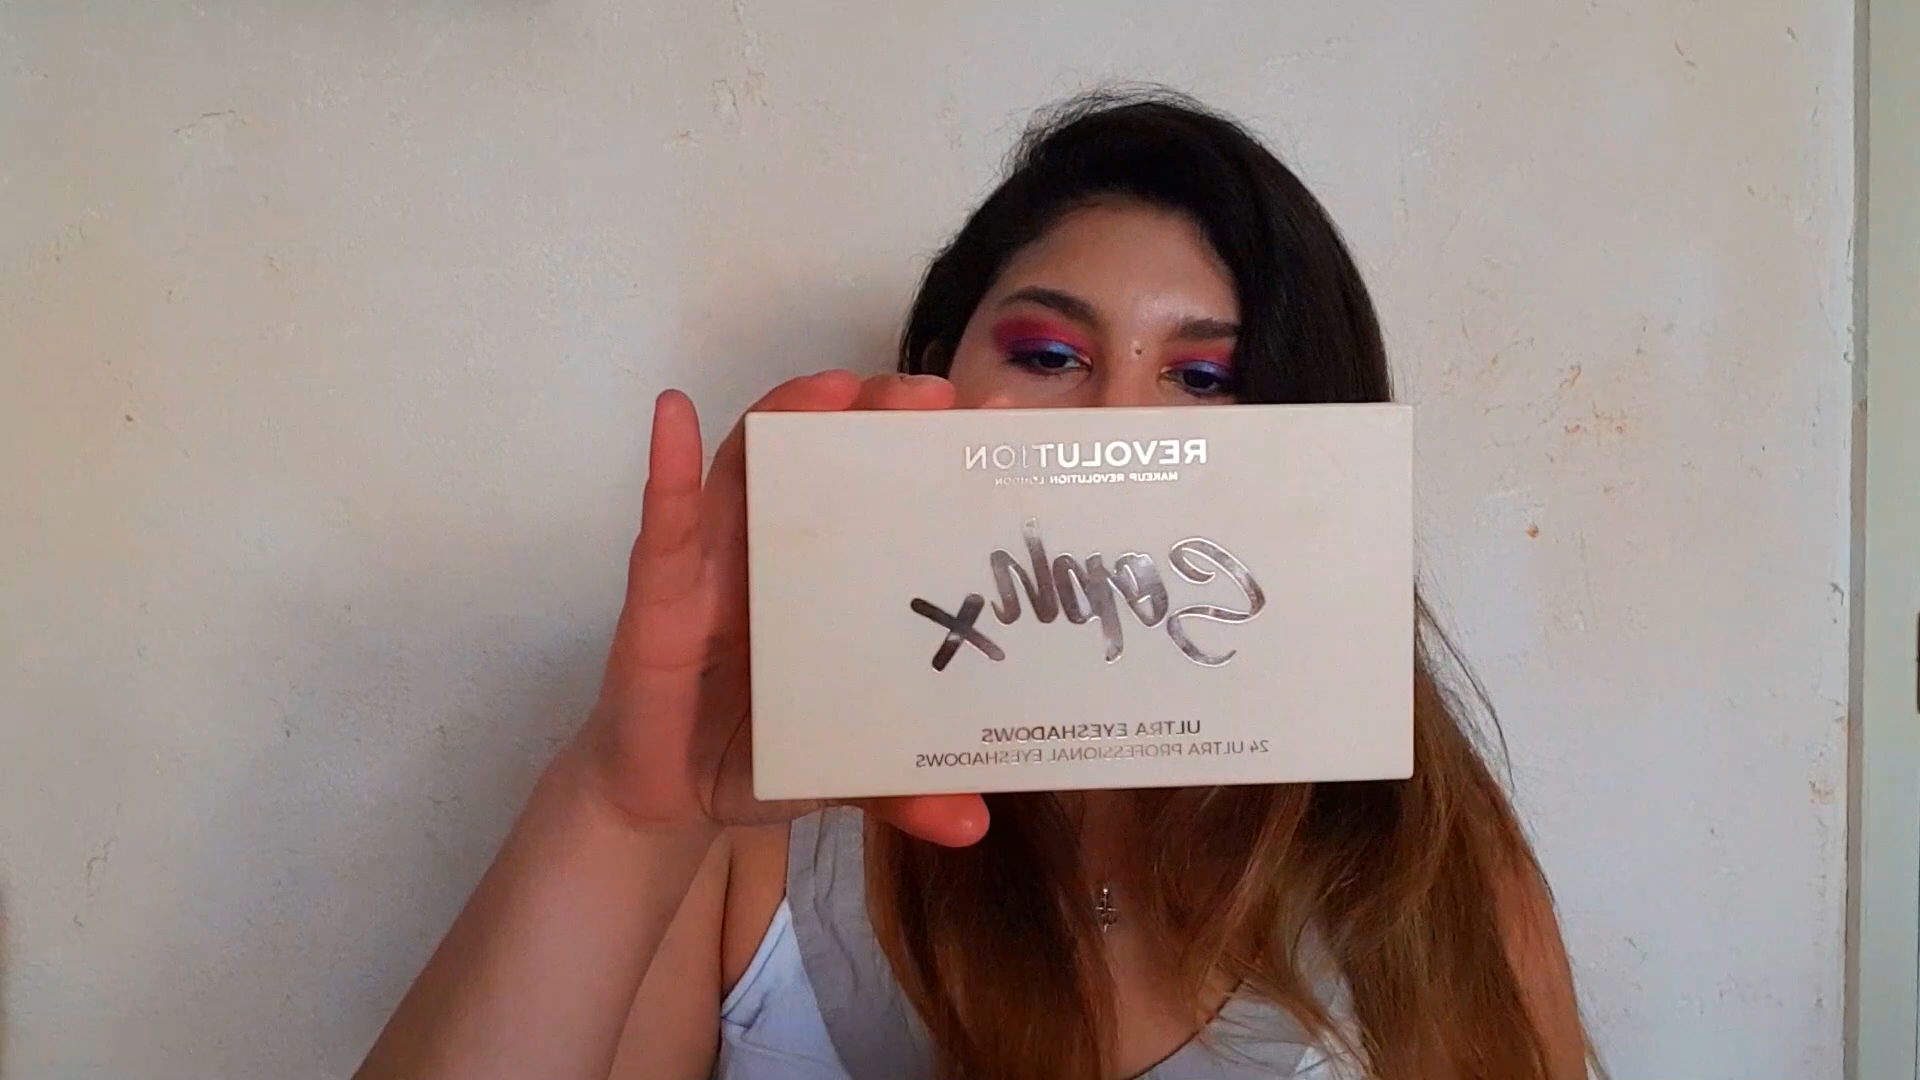 REVOLUTION
MAKEUP REVOLUTION LONDON
Soph x
ULTRA EYESHADOWS
24 ULTRA PROFESSIONAL EYESHADOWS